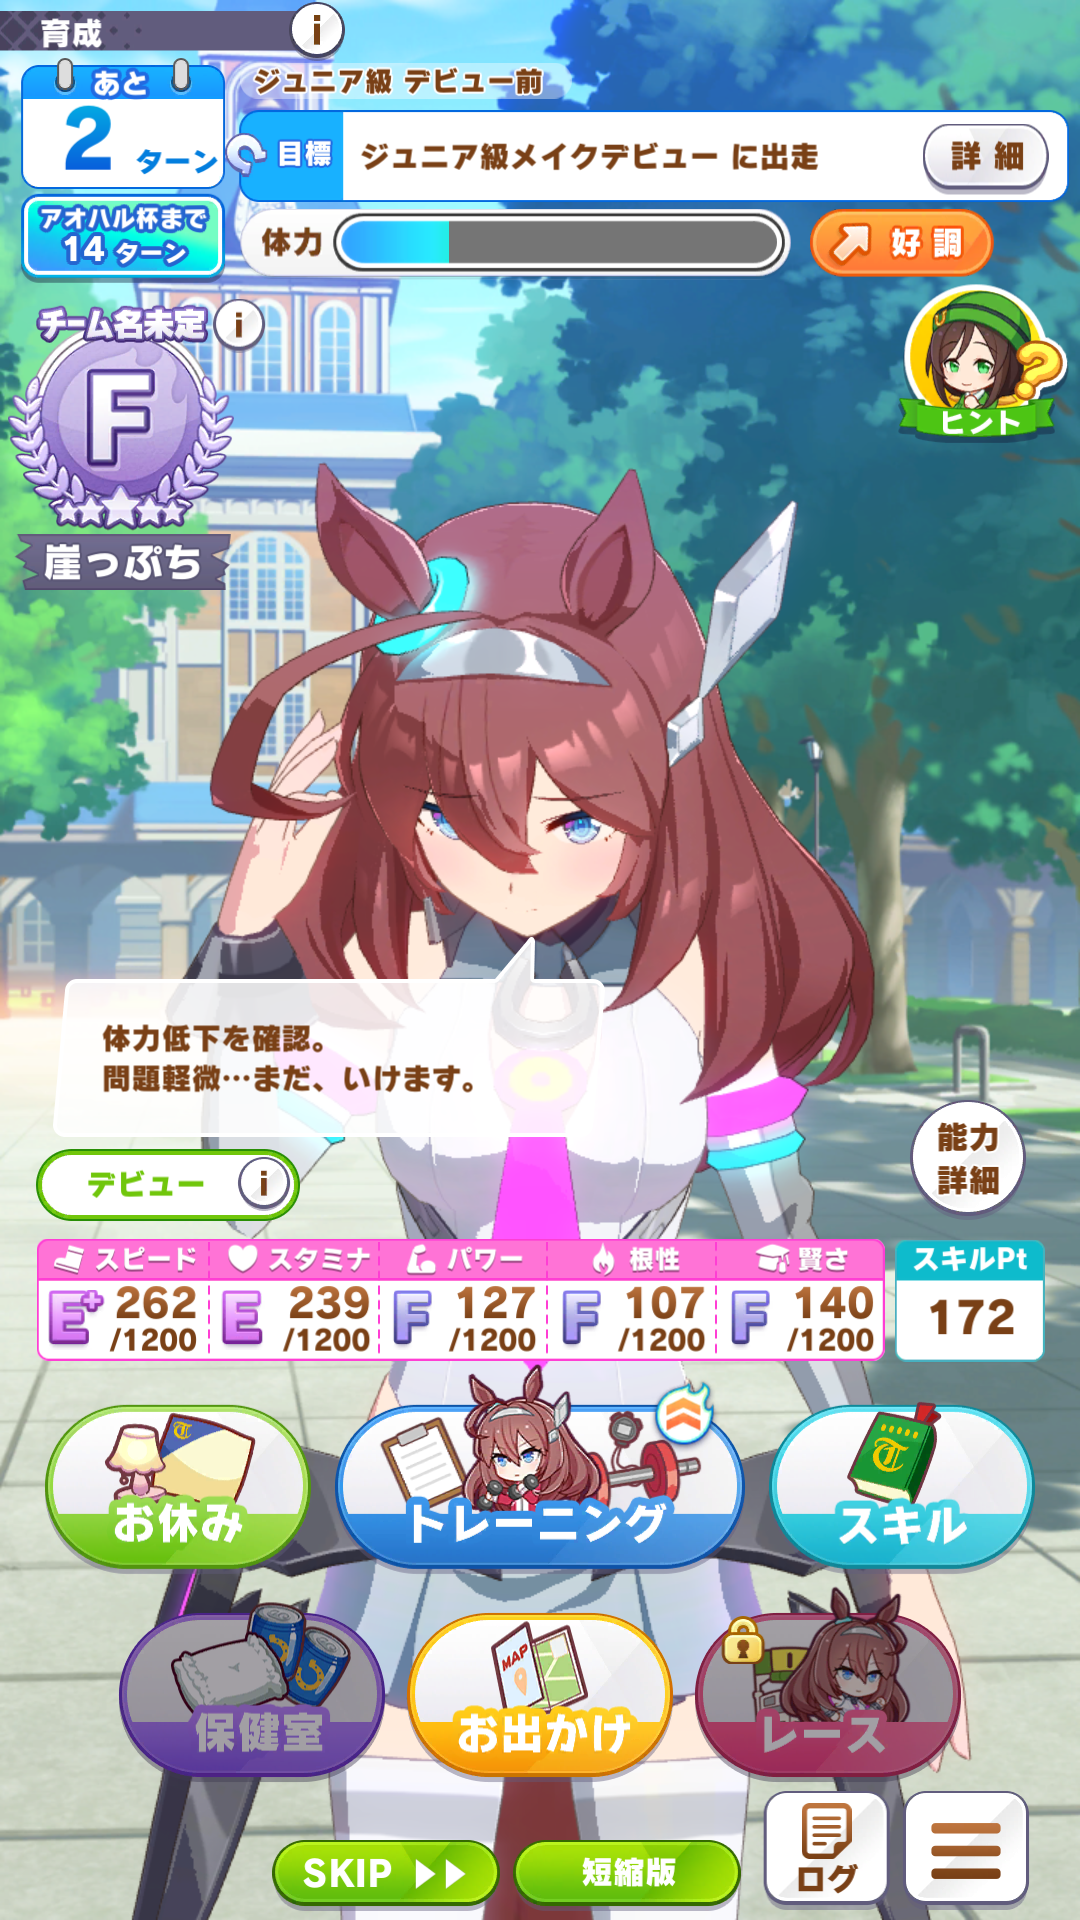 育成
i
あと
2 ターン
ジュニア級 デビュー前
目標
ジュニア級メイクデビュー に出走
詳細
アオハル杯まで
14 ターン
体力
好調
チーム名未定
i
F
ヒント
崖っぷち
体力低下を確認。
問題軽微…まだ、いけます。
能力
詳細
デビュー
i
スピード
スタミナ
パワー
根性
賢さ
スキルPt
E+ 262
/1200
E 239
/1200
F 127
/1200
F 107
/1200
F 140
/1200
172
お休み
トレーニング
スキル
保健室
MAP
お出かけ
レース
SKIP
短縮版
ログ